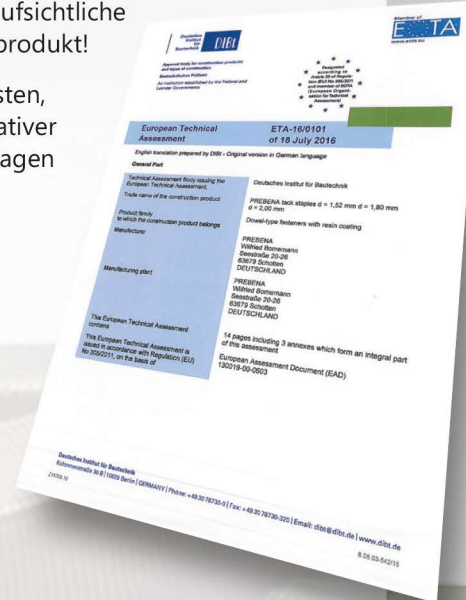 ufsichtliche
produkt!
sten,
ativer
agen
Deutsches
Institut
für
Bautechnik
DIBt
Approval body for construction products
and types of construction
Bautechnisches Prüfamt
An institution established by the Federal and
Laender Governments
Member of
EOTA
www.eota.eu
Designated
according to
Article 29 of Regula-
tion (EU) No 305/2011
and member of EOTA
(European Organi-
sation for Technical
Assessment)
European Technical
Assessment
ETA-16/0101
of 18 July 2016
English translation prepared by DIBt - Original version in German language
General Part
Technical Assessment Body issuing the
European Technical Assessment:
Deutsches Institut für Bautechnik
Trade name of the construction product
PREBENA tack staples d = 1,52 mm d = 1,80 mm
d = 2,00 mm
Product family
to which the construction product belongs
Dowel-type fasteners with resin coating
Manufacturer
PREBENA
Wilfried Bornemann
Seestraße 20-26
63679 Schotten
DEUTSCHLAND
Manufacturing plant
PREBENA
Wilfried Bornemann
Seestraße 20-26
63679 Schotten
DEUTSCHLAND
This European Technical Assessment
contains
14 pages including 3 annexes which form an integral part
of this assessment
This European Technical Assessment is
issued in accordance with Regulation (EU)
No 305/2011, on the basis of
European Assessment Document (EAD)
130019-00-0603
Deutsches Institut für Bautechnik
Kolonnenstraße 30 B | 10829 Berlin | GERMANY | Phone: +49 30 78730-0 | Fax: +49 30 78730-320 | Email: dibt@dibt.de | www.dibt.de
8.06.03-542/15